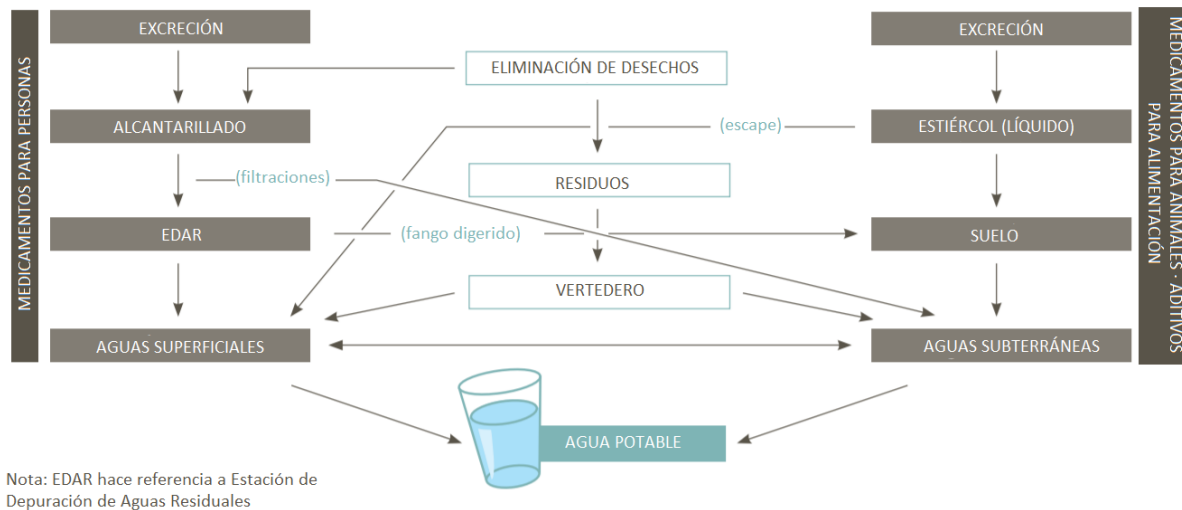 MEDICAMENTOS PARA PERSONAS
EXCRECIÓN
EXCRECIÓN
MEDICAMENTOS PARA ANIMALES · ADITIVOS
PARA ALIMENTACIÓN
ELIMINACIÓN DE DESECHOS
ALCANTARILLADO
(escape)
ESTIÉRCOL (LÍQUIDO)
(filtraciones)
RESIDUOS
EDAR
(fango digerido)
SUELO
VERTEDERO
AGUAS SUPERFICIALES
AGUAS SUBTERRÁNEAS
AGUA POTABLE
Nota: EDAR hace referencia a Estación de
Depuración de Aguas Residuales